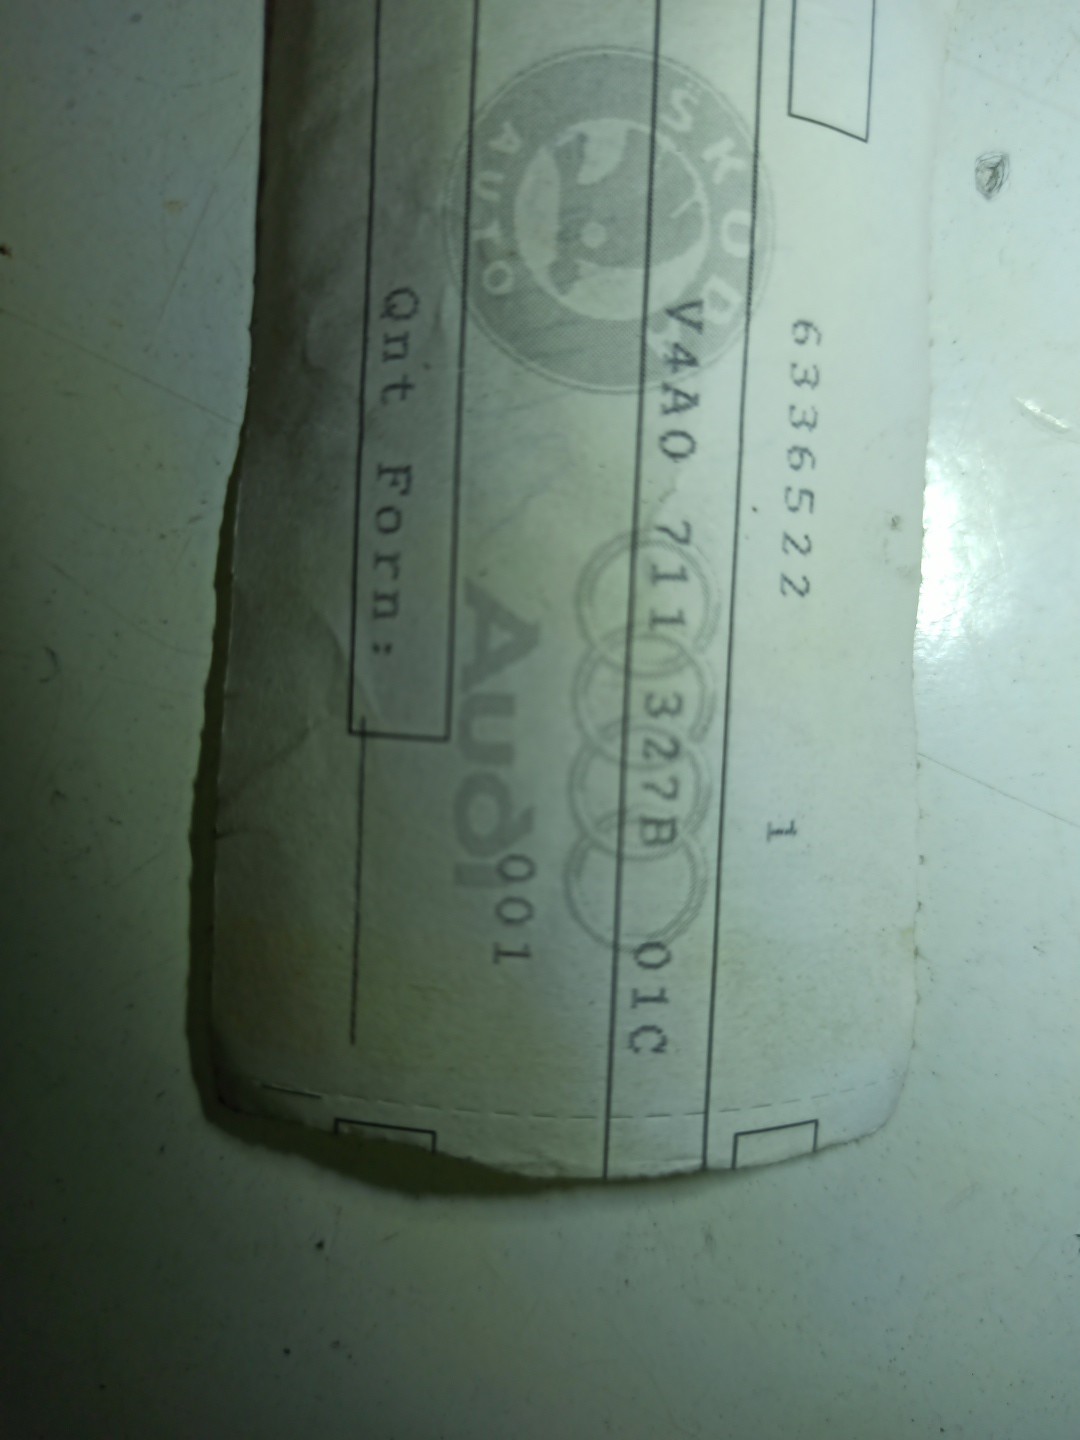 6336522 1
V4A0 711 327B 01C
SKODA
AUTO
Audi
001
Qnt Forn: